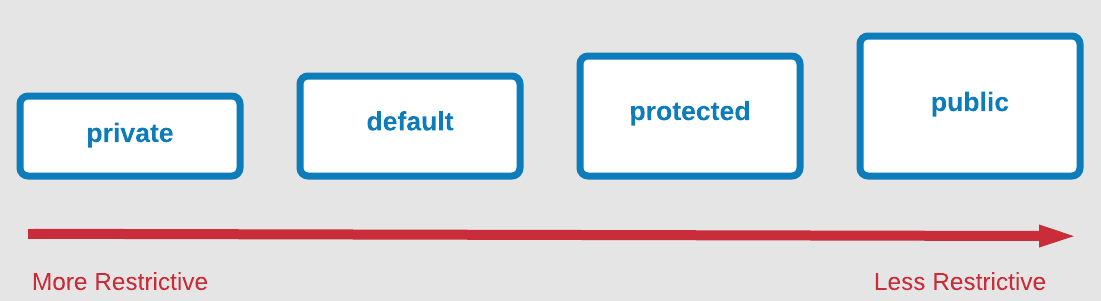 private
default
protected
public
More Restrictive
Less Restrictive